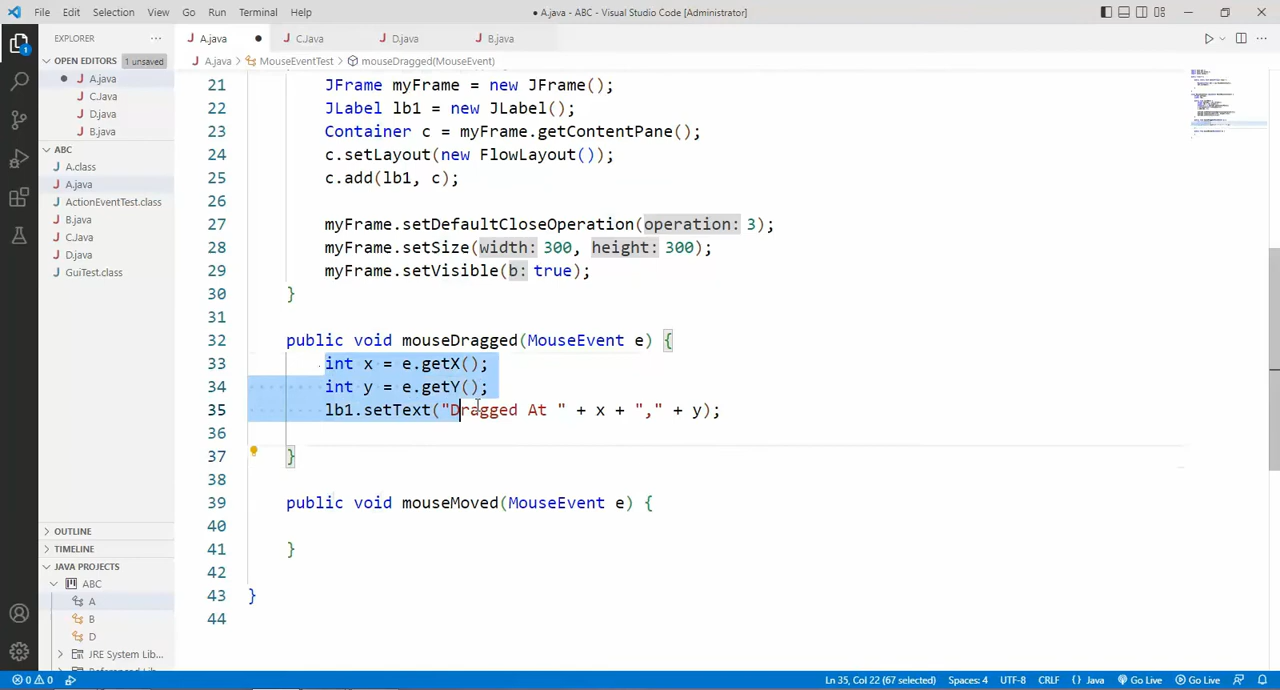 File Edit Selection View Go Run Terminal Help
● A.java - ABC - Visual Studio Code [Administrator]
EXPLORER ...
J A.java ● J C.Java J D.java J B.java
OPEN EDITORS 1 unsaved
J A.java > MouseEventTest > mouseDragged(MouseEvent)
● J A.java
J C.Java
J D.java
J B.java
ABC
J A.class
J A.java
J ActionEventTest.class
J B.java
J C.Java
J D.java
J GuiTest.class
OUTLINE
TIMELINE
JAVA PROJECTS
ABC
A
B
D
JRE System Lib...
21 JFrame myFrame = new JFrame();
22 JLabel lb1 = new JLabel();
23 Container c = myFrame.getContentPane();
24 c.setLayout(new FlowLayout());
25 c.add(lb1, c);
26
27 myFrame.setDefaultCloseOperation(operation: 3);
28 myFrame.setSize(width: 300, height: 300);
29 myFrame.setVisible(b: true);
30 }
31
32 public void mouseDragged(MouseEvent e) {
33 int x = e.getX();
34 int y = e.getY();
35 lb1.setText("Dragged At " + x + "," + y);
36
37 }
38
39 public void mouseMoved(MouseEvent e) {
40
41 }
42
43 }
44
1
0 0 Ln 35, Col 22 (67 selected) Spaces: 4 UTF-8 CRLF {} Java Go Live Go Live